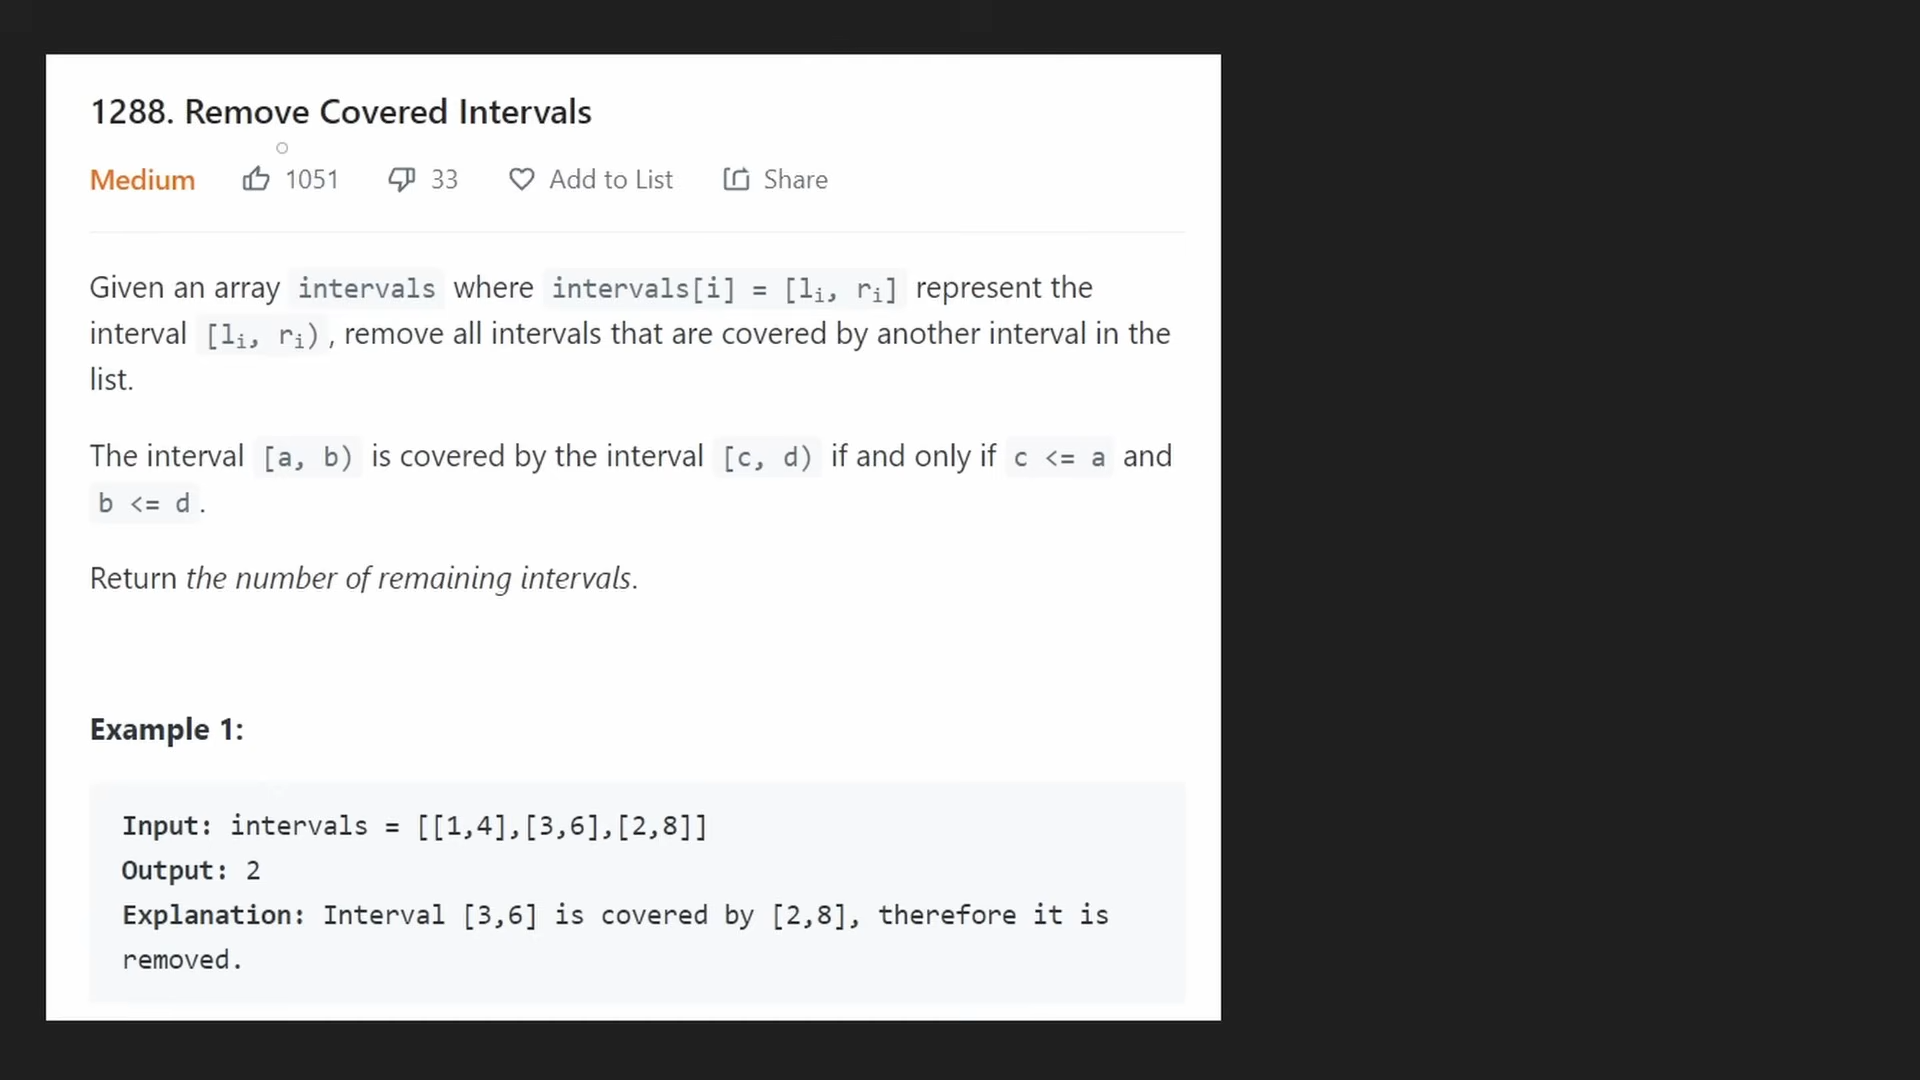 1288. Remove Covered Intervals
Medium 1051 33 Add to List Share
Given an array intervals where intervals[i] = [lᵢ, rᵢ] represent the
interval [lᵢ, rᵢ), remove all intervals that are covered by another interval in the
list.
The interval [a, b) is covered by the interval [c, d) if and only if c <= a and
b <= d.
Return the number of remaining intervals.
Example 1:
Input: intervals = [[1,4],[3,6],[2,8]]
Output: 2
Explanation: Interval [3,6] is covered by [2,8], therefore it is
removed.